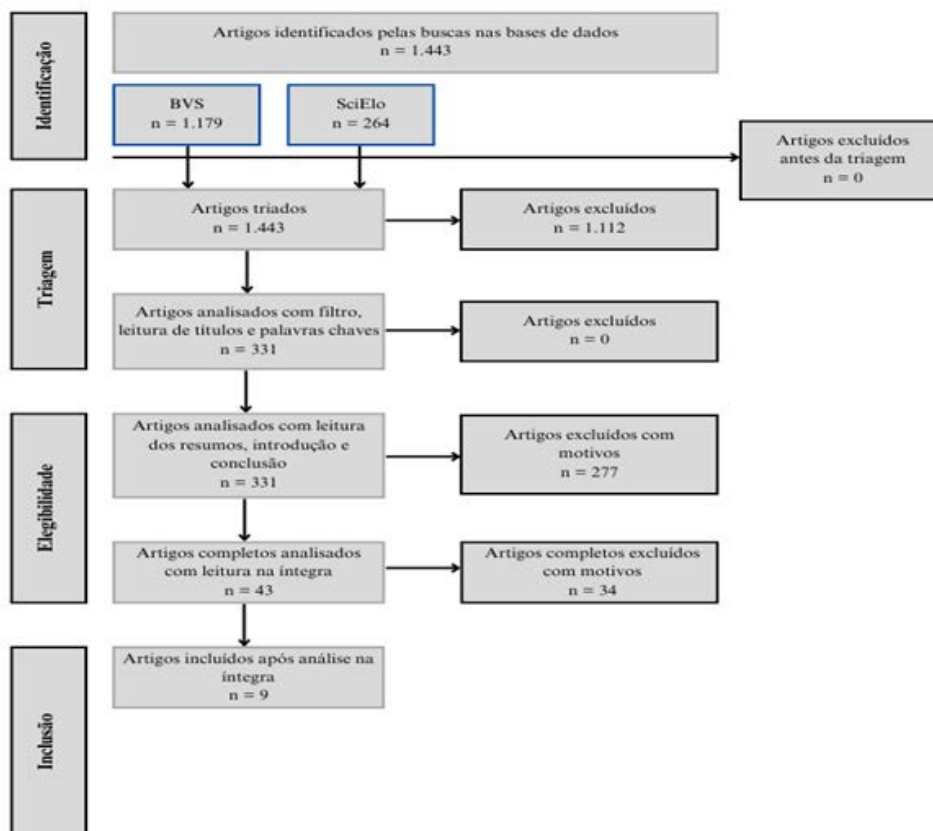 Identificação
Artigos identificados pelas buscas nas bases de dados
n = 1.443
BVS
n = 1.179
SciElo
n = 264
Artigos excluídos
antes da triagem
n = 0
Triagem
Artigos triados
n = 1.443
Artigos excluídos
n = 1.112
Artigos analisados com filtro,
leitura de títulos e palavras chaves
n = 331
Artigos excluídos
n = 0
Elegibilidade
Artigos analisados com leitura
dos resumos, introdução e
conclusão
n = 331
Artigos excluídos com
motivos
n = 277
Artigos completos analisados
com leitura na íntegra
n = 43
Artigos completos excluídos
com motivos
n = 34
Inclusão
Artigos incluídos após análise na
íntegra
n = 9